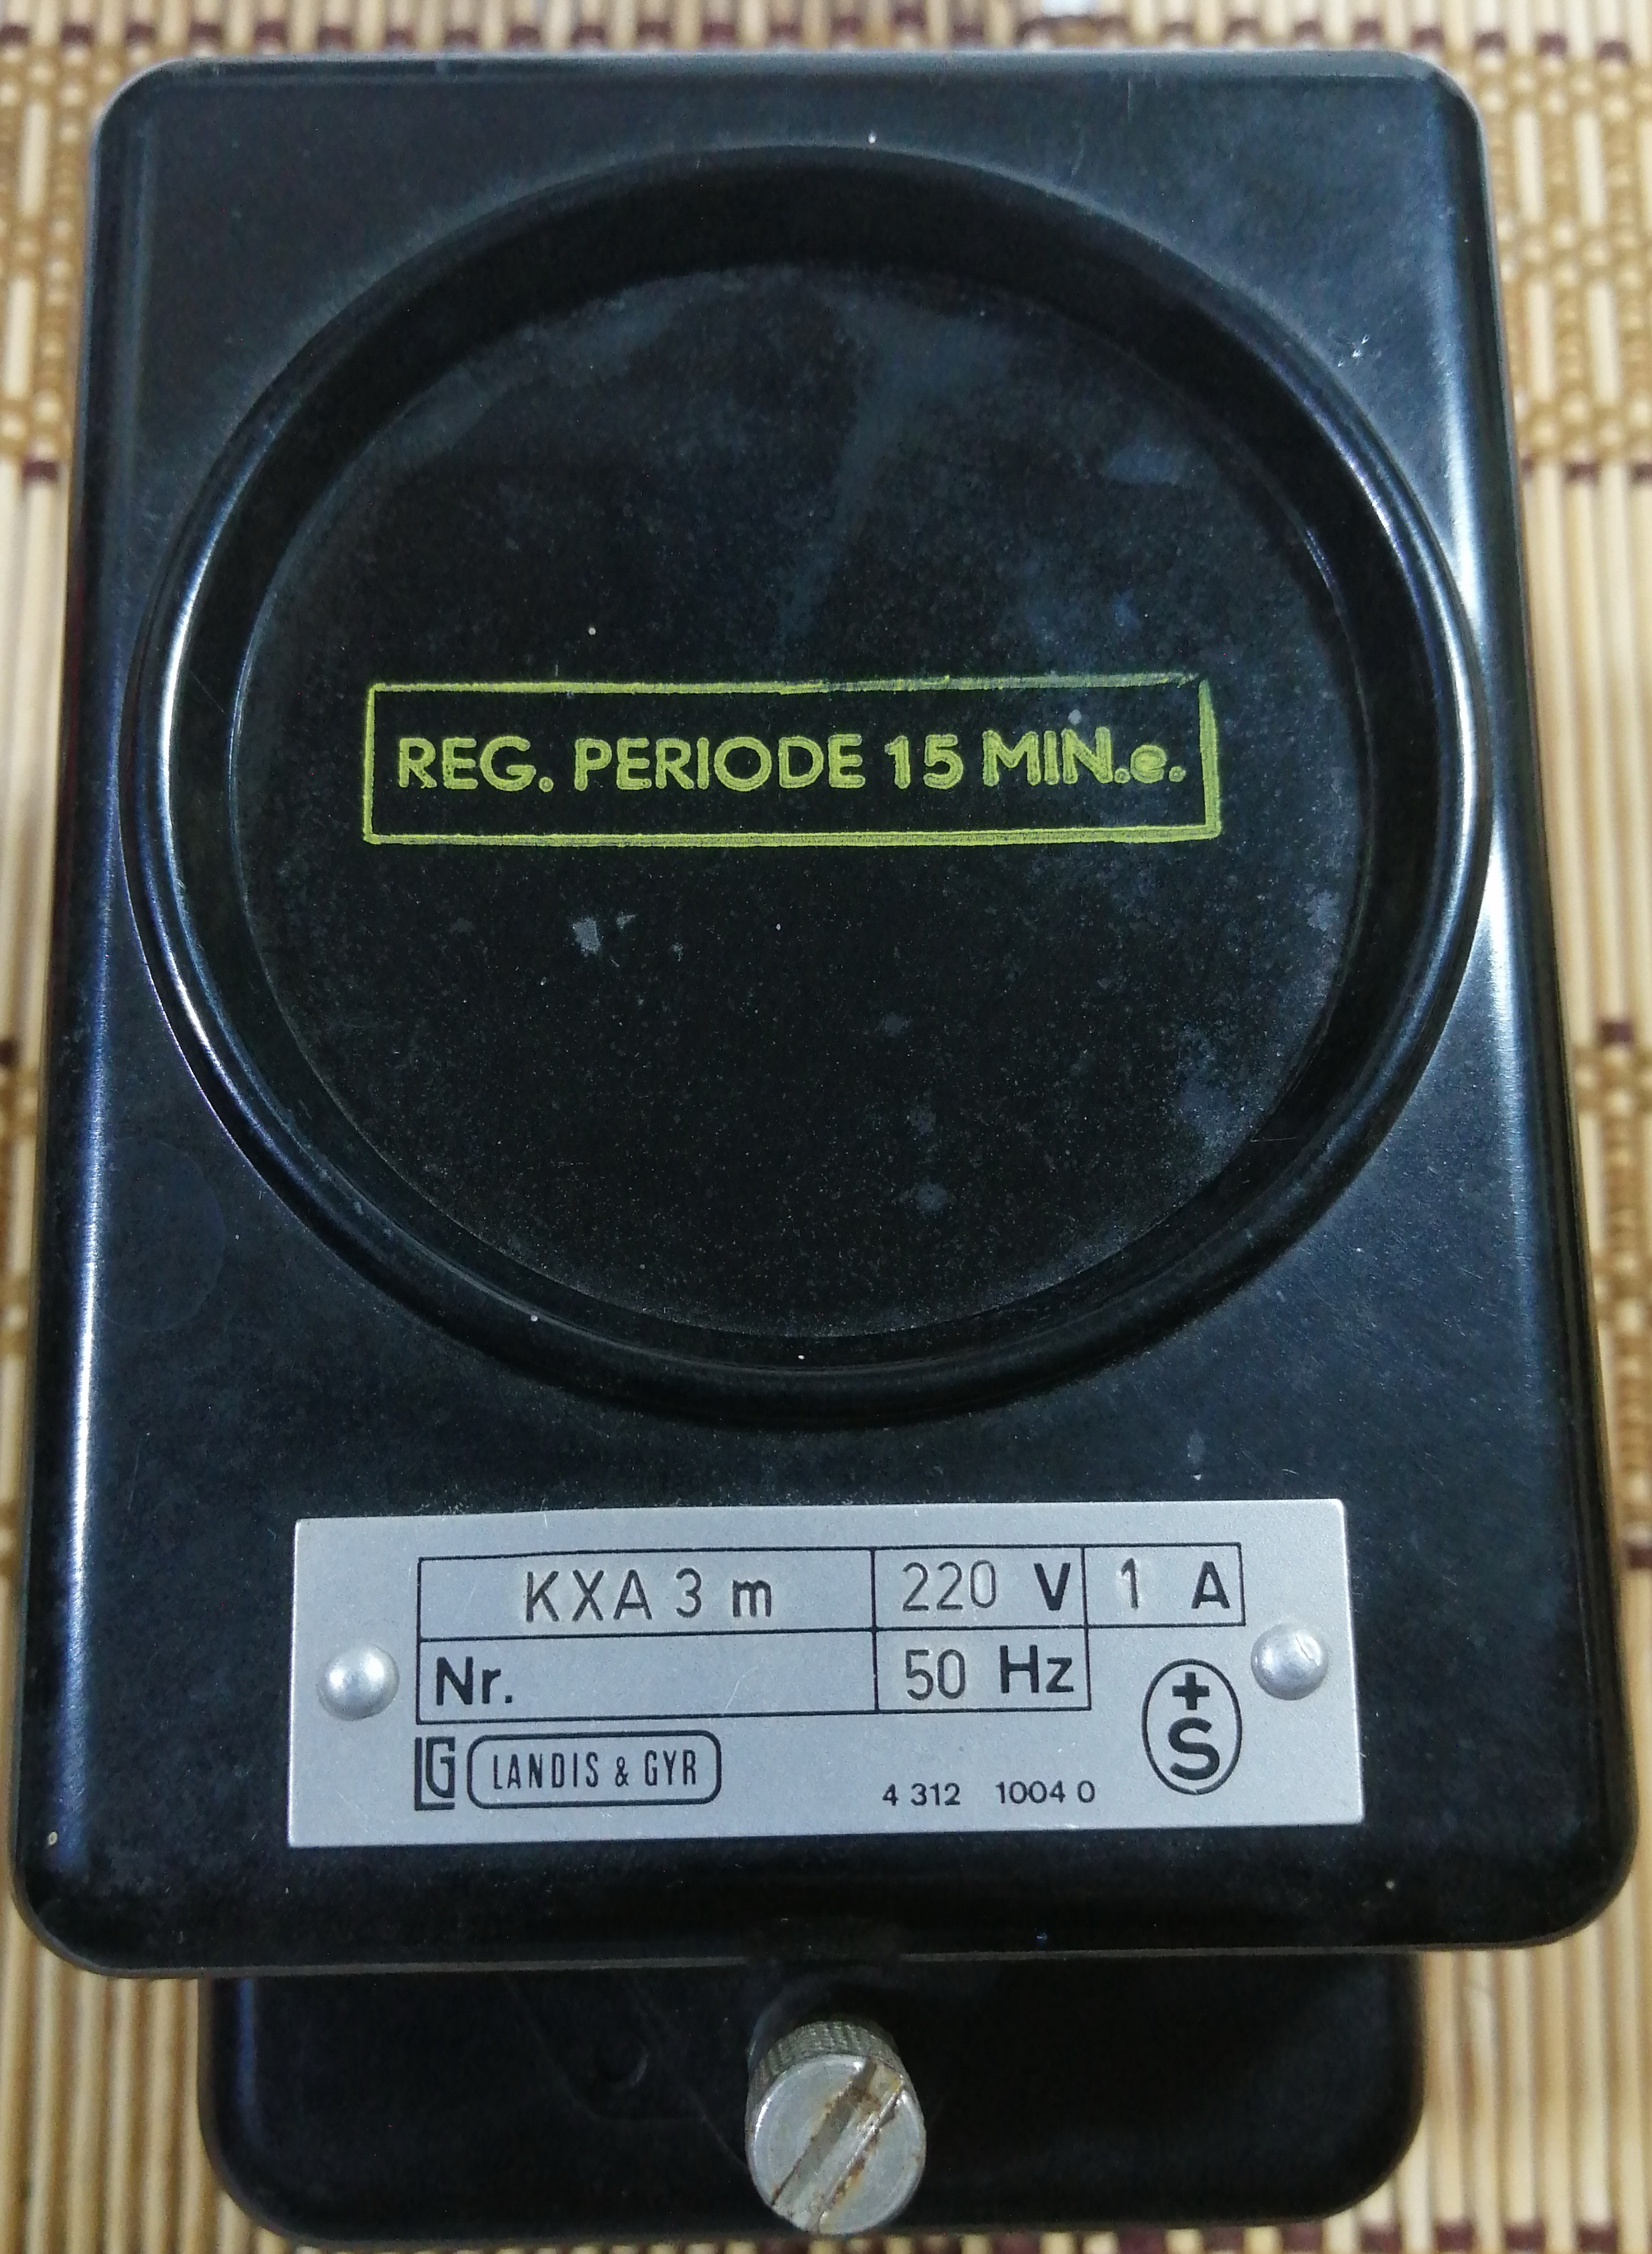 REG. PERIODE 15 MIN.e.
KXA 3 m 220 V 1 A
Nr. 50 Hz
LG LANDIS & GYR 4 312 1004 0
+S